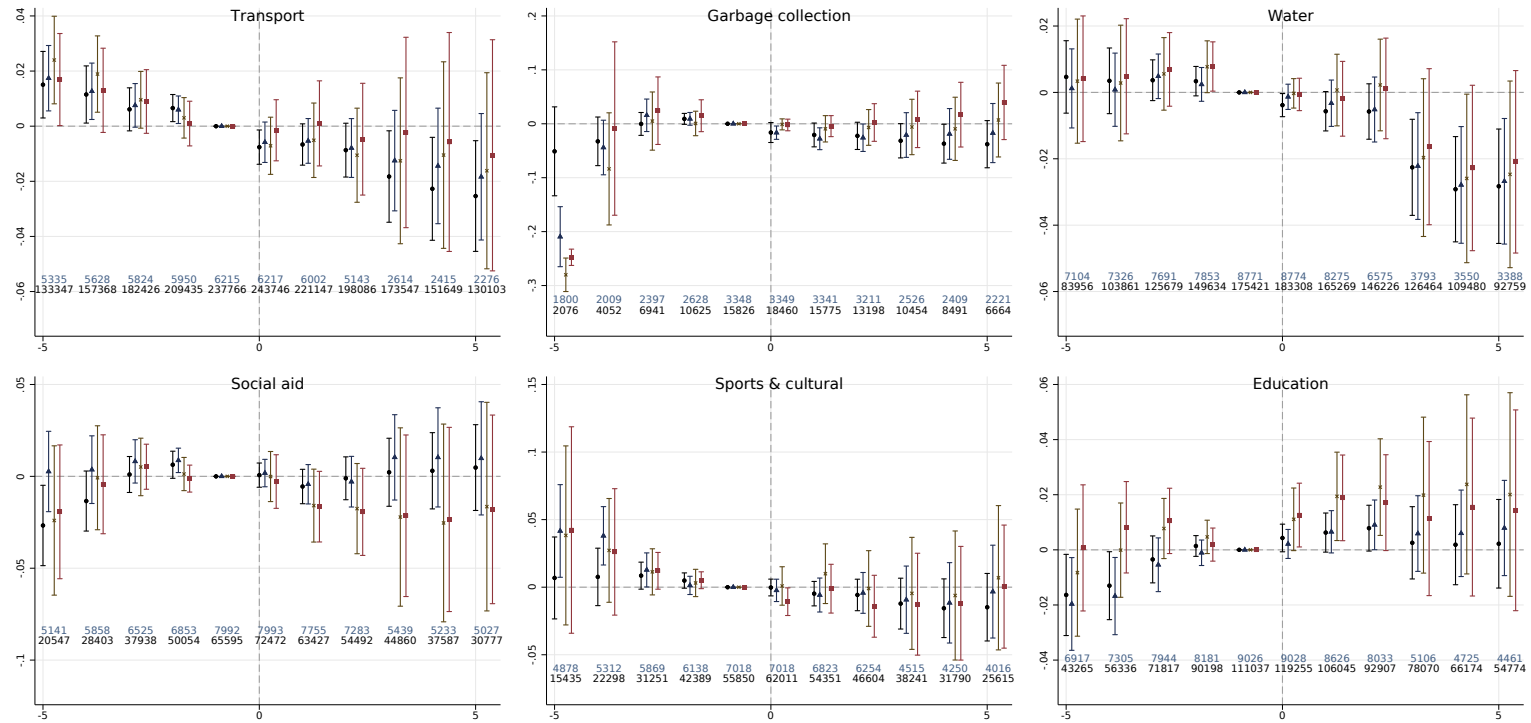 Transport
.04
.02
0
-.02
-.04
-.06
5335 5628 5824 5950 6215 6217 6002 5143 2614 2415 2276
133347 157368 182426 209435 237766 243746 221147 198086 173547 151649 130103
-5 0 5
Garbage collection
.2
.1
0
-.1
-.2
-.3
1800 2009 2397 2628 3348 3349 3341 3211 2526 2409 2221
2076 4052 6941 10625 15826 18460 15775 13198 10454 8491 6664
-5 0 5
Water
.02
0
-.02
-.04
-.06
7104 7326 7691 7853 8771 8774 8275 6575 3793 3550 3388
83956 103861 125679 149634 175421 183308 165269 146226 126464 109480 92759
-5 0 5
Social aid
.05
0
-.05
-.1
5141 5858 6525 6853 7992 7993 7755 7283 5439 5233 5027
20547 28403 37938 50054 65595 72472 63427 54492 44860 37587 30777
-5 0 5
Sports & cultural
.15
.1
.05
0
-.05
4878 5312 5869 6138 7018 7018 6823 6254 4515 4250 4016
15435 22298 31251 42389 55850 62011 54351 46604 38241 31790 25615
-5 0 5
Education
.06
.04
.02
0
-.02
-.04
6917 7305 7944 8181 9026 9028 8626 8033 5106 4725 4461
43265 56336 71817 90198 111037 119255 106045 92907 78070 66174 54774
-5 0 5